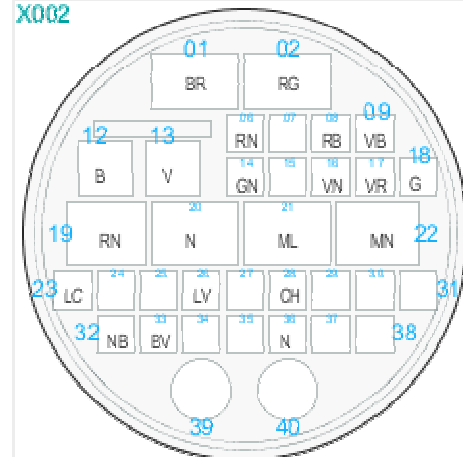 X002
01 02
BR RG
06 07 08 09
RN RB VIB
12 13
14 15 16 17 18
B V GN VN VR G
20 21
19 RN N ML MN 22
23 24 25 26 27 28 29 30 31
LC LV OH
32 33 34 35 36 37 38
NB BV N
39 40